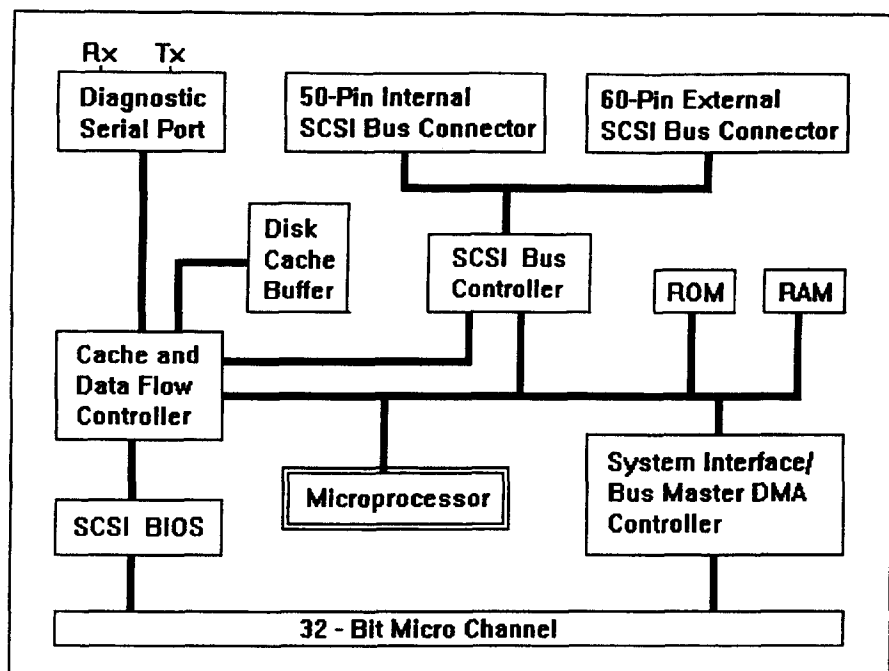 Rx Tx
Diagnostic
Serial Port
50-Pin Internal
SCSI Bus Connector
60-Pin External
SCSI Bus Connector
Disk
Cache
Buffer
SCSI Bus
Controller
ROM
RAM
Cache and
Data Flow
Controller
Microprocessor
System Interface/
Bus Master DMA
Controller
SCSI BIOS
32 - Bit Micro Channel